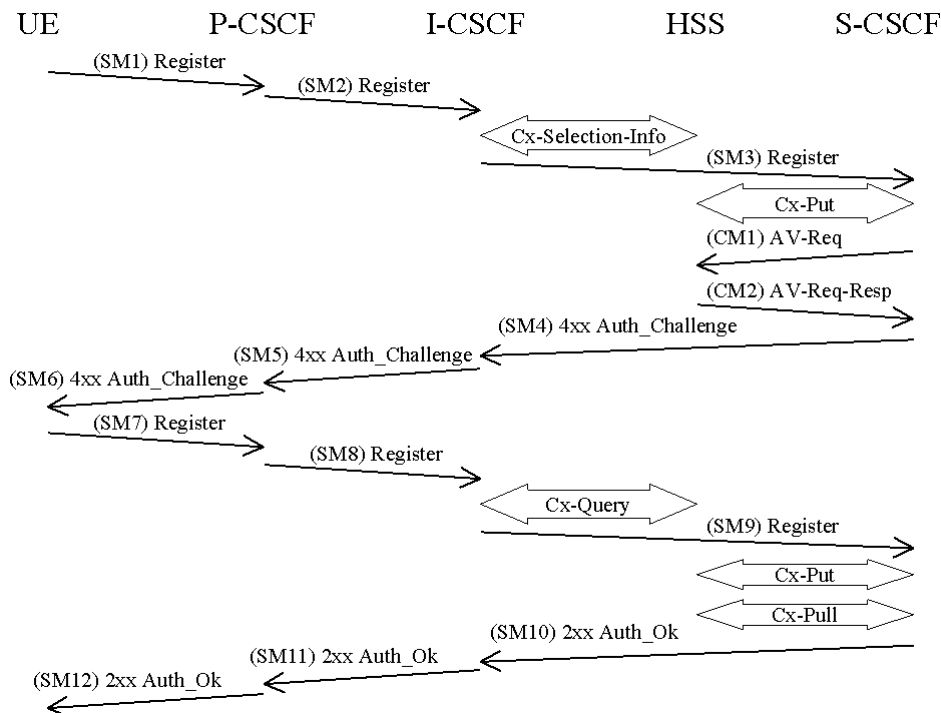 UE P-CSCF I-CSCF HSS S-CSCF
(SM1) Register
(SM2) Register
Cx-Selection-Info
(SM3) Register
Cx-Put
(CM1) AV-Req
(CM2) AV-Req-Resp
(SM4) 4xx Auth_Challenge
(SM5) 4xx Auth_Challenge
(SM6) 4xx Auth_Challenge
(SM7) Register
(SM8) Register
Cx-Query
(SM9) Register
Cx-Put
Cx-Pull
(SM10) 2xx Auth_Ok
(SM11) 2xx Auth_Ok
(SM12) 2xx Auth_Ok